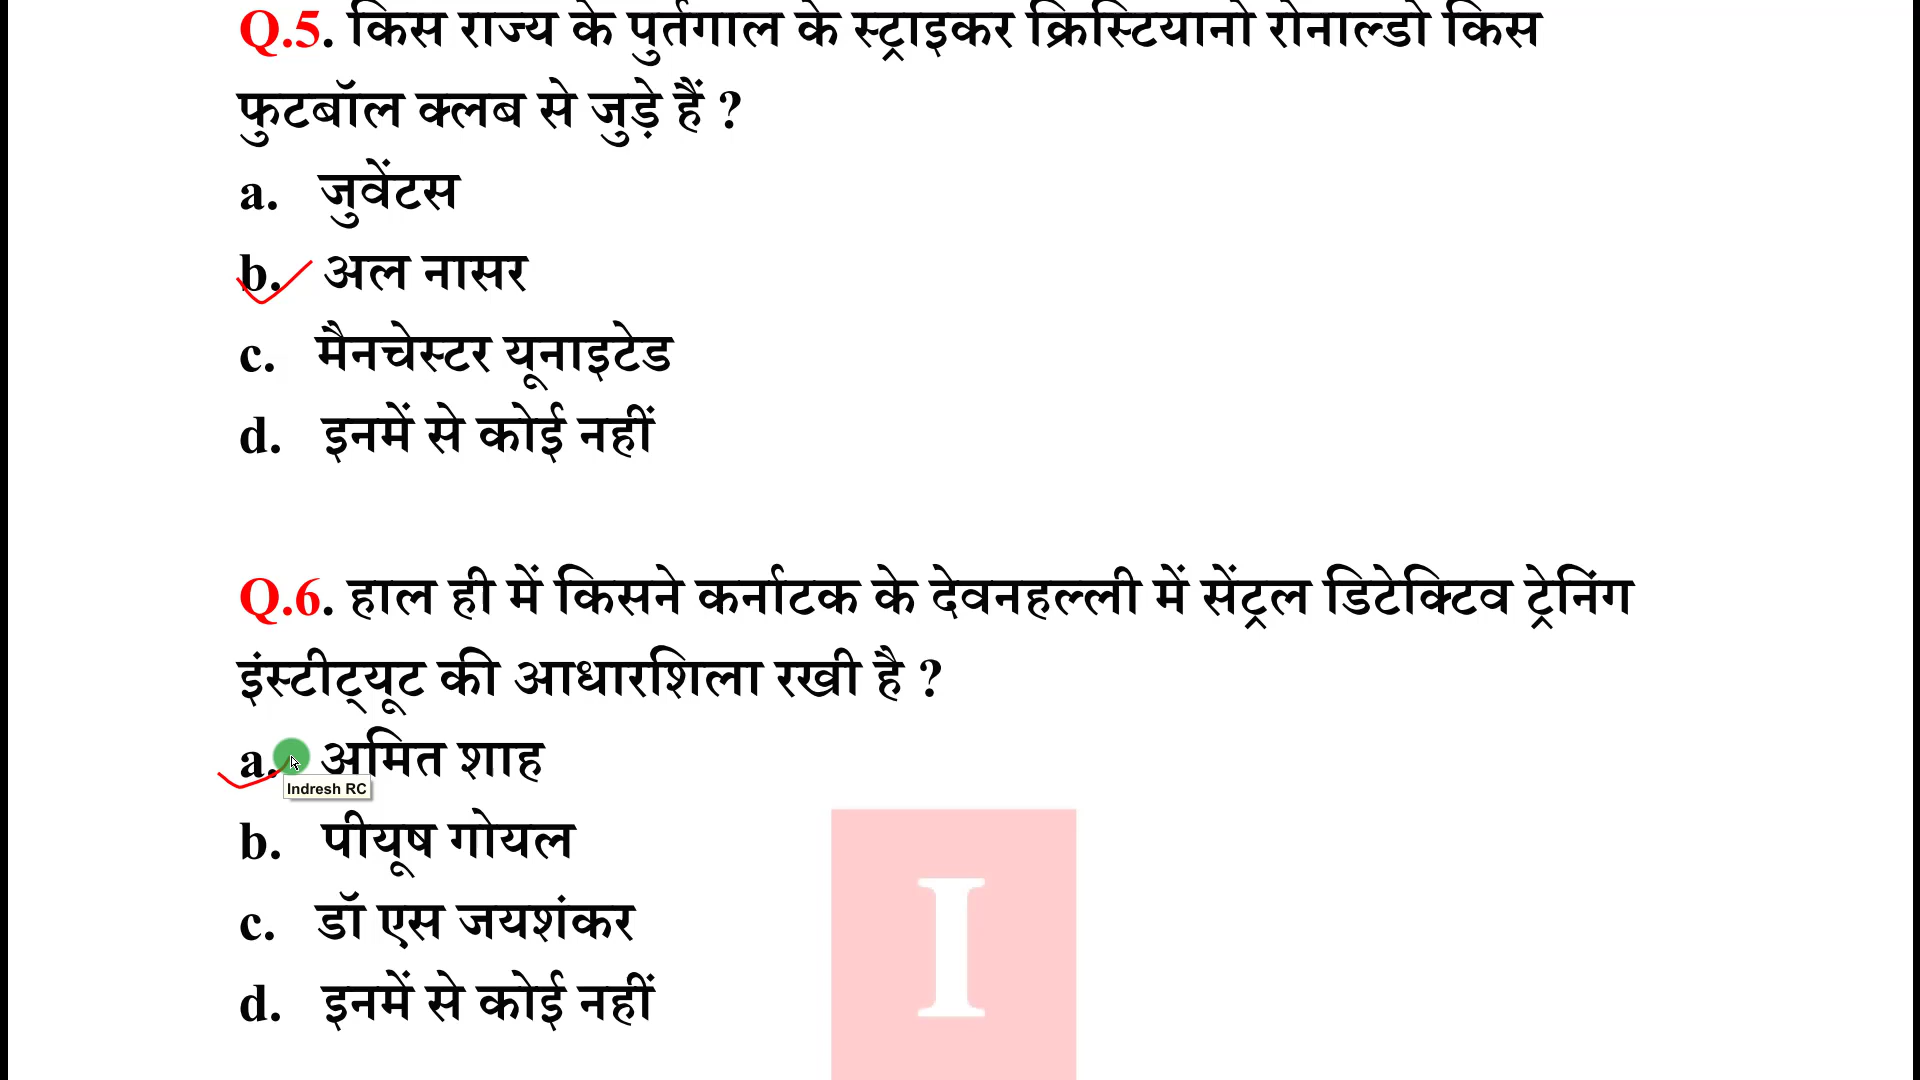 Q.5. किस राज्य के पुर्तगाल के स्ट्राइकर क्रिस्टियानो रोनाल्डो किस
फुटबॉल क्लब से जुड़े हैं ?
a. जुवेंटस
b. अल नासर
c. मैनचेस्टर यूनाइटेड
d. इनमें से कोई नहीं
Q.6. हाल ही में किसने कर्नाटक के देवनहल्ली में सेंट्रल डिटेक्टिव ट्रेनिंग
इंस्टीट्यूट की आधारशिला रखी है ?
a. अमित शाह
Indresh RC
b. पीयूष गोयल
c. डॉ एस जयशंकर
d. इनमें से कोई नहीं
I